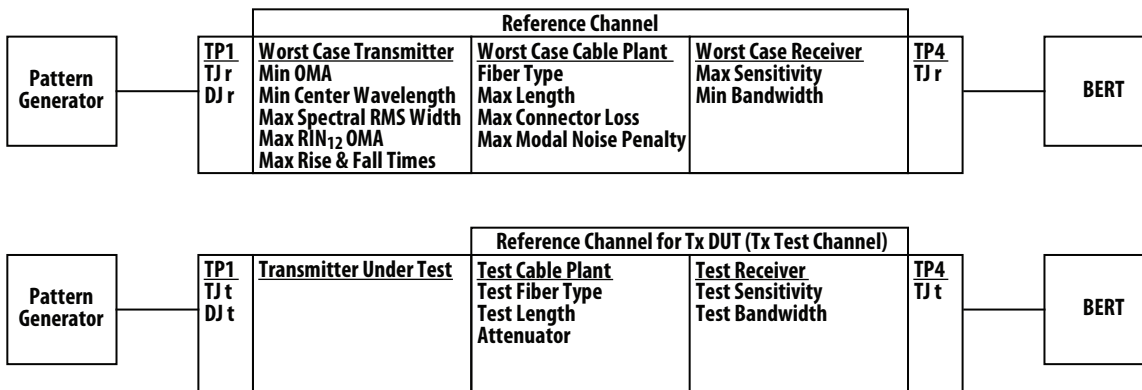 Reference Channel
Pattern
Generator
TP1
TJ r
DJ r
Worst Case Transmitter
Min OMA
Min Center Wavelength
Max Spectral RMS Width
Max RIN12 OMA
Max Rise & Fall Times
Worst Case Cable Plant
Fiber Type
Max Length
Max Connector Loss
Max Modal Noise Penalty
Worst Case Receiver
Max Sensitivity
Min Bandwidth
TP4
TJ r
BERT
Reference Channel for Tx DUT (Tx Test Channel)
Pattern
Generator
TP1
TJ t
DJ t
Transmitter Under Test
Test Cable Plant
Test Fiber Type
Test Length
Attenuator
Test Receiver
Test Sensitivity
Test Bandwidth
TP4
TJ t
BERT